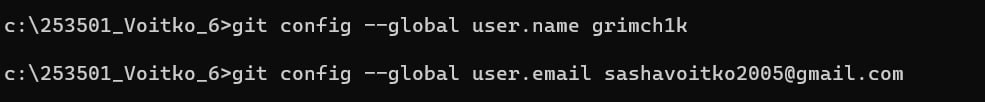 c:\253501_Voitko_6>git config --global user.name grimch1k
c:\253501_Voitko_6>git config --global user.email sashavoitko2005@gmail.com